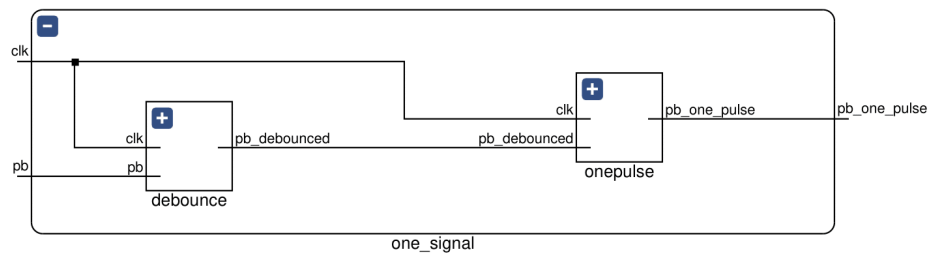 clk
clk
pb_one_pulse
pb_one_pulse
clk
pb_debounced
pb_debounced
pb
pb
onepulse
debounce
one_signal